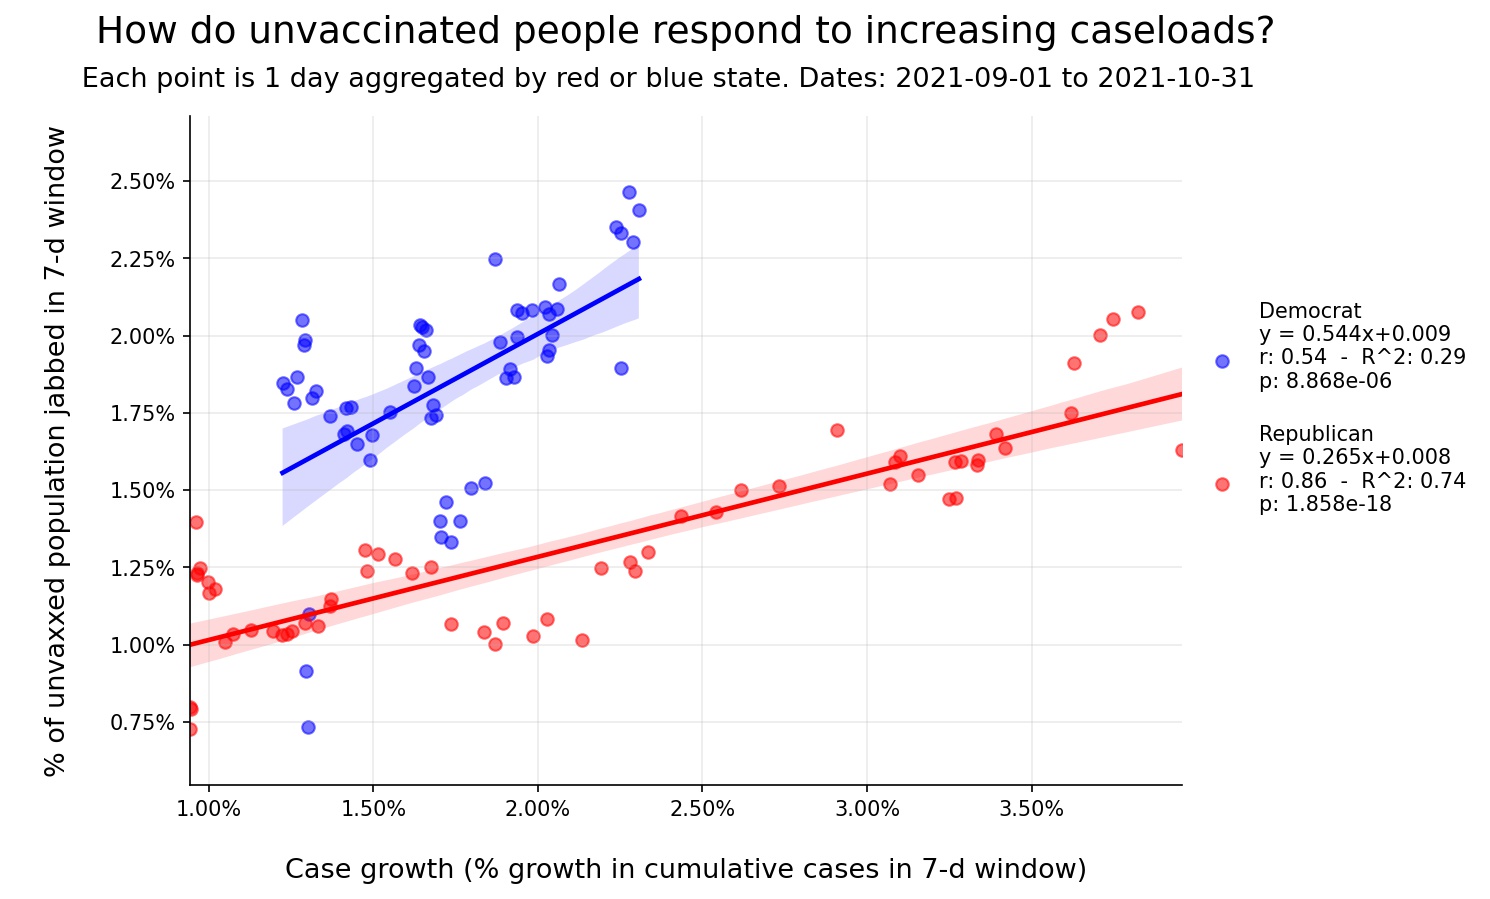 How do unvaccinated people respond to increasing caseloads?
Each point is 1 day aggregated by red or blue state. Dates: 2021-09-01 to 2021-10-31
% of unvaxxed population jabbed in 7-d window
2.50%
2.25%
2.00%
1.75%
1.50%
1.25%
1.00%
0.75%
1.00% 1.50% 2.00% 2.50% 3.00% 3.50%
Case growth (% growth in cumulative cases in 7-d window)
Democrat
y = 0.544x+0.009
r: 0.54 - R^2: 0.29
p: 8.868e-06
Republican
y = 0.265x+0.008
r: 0.86 - R^2: 0.74
p: 1.858e-18